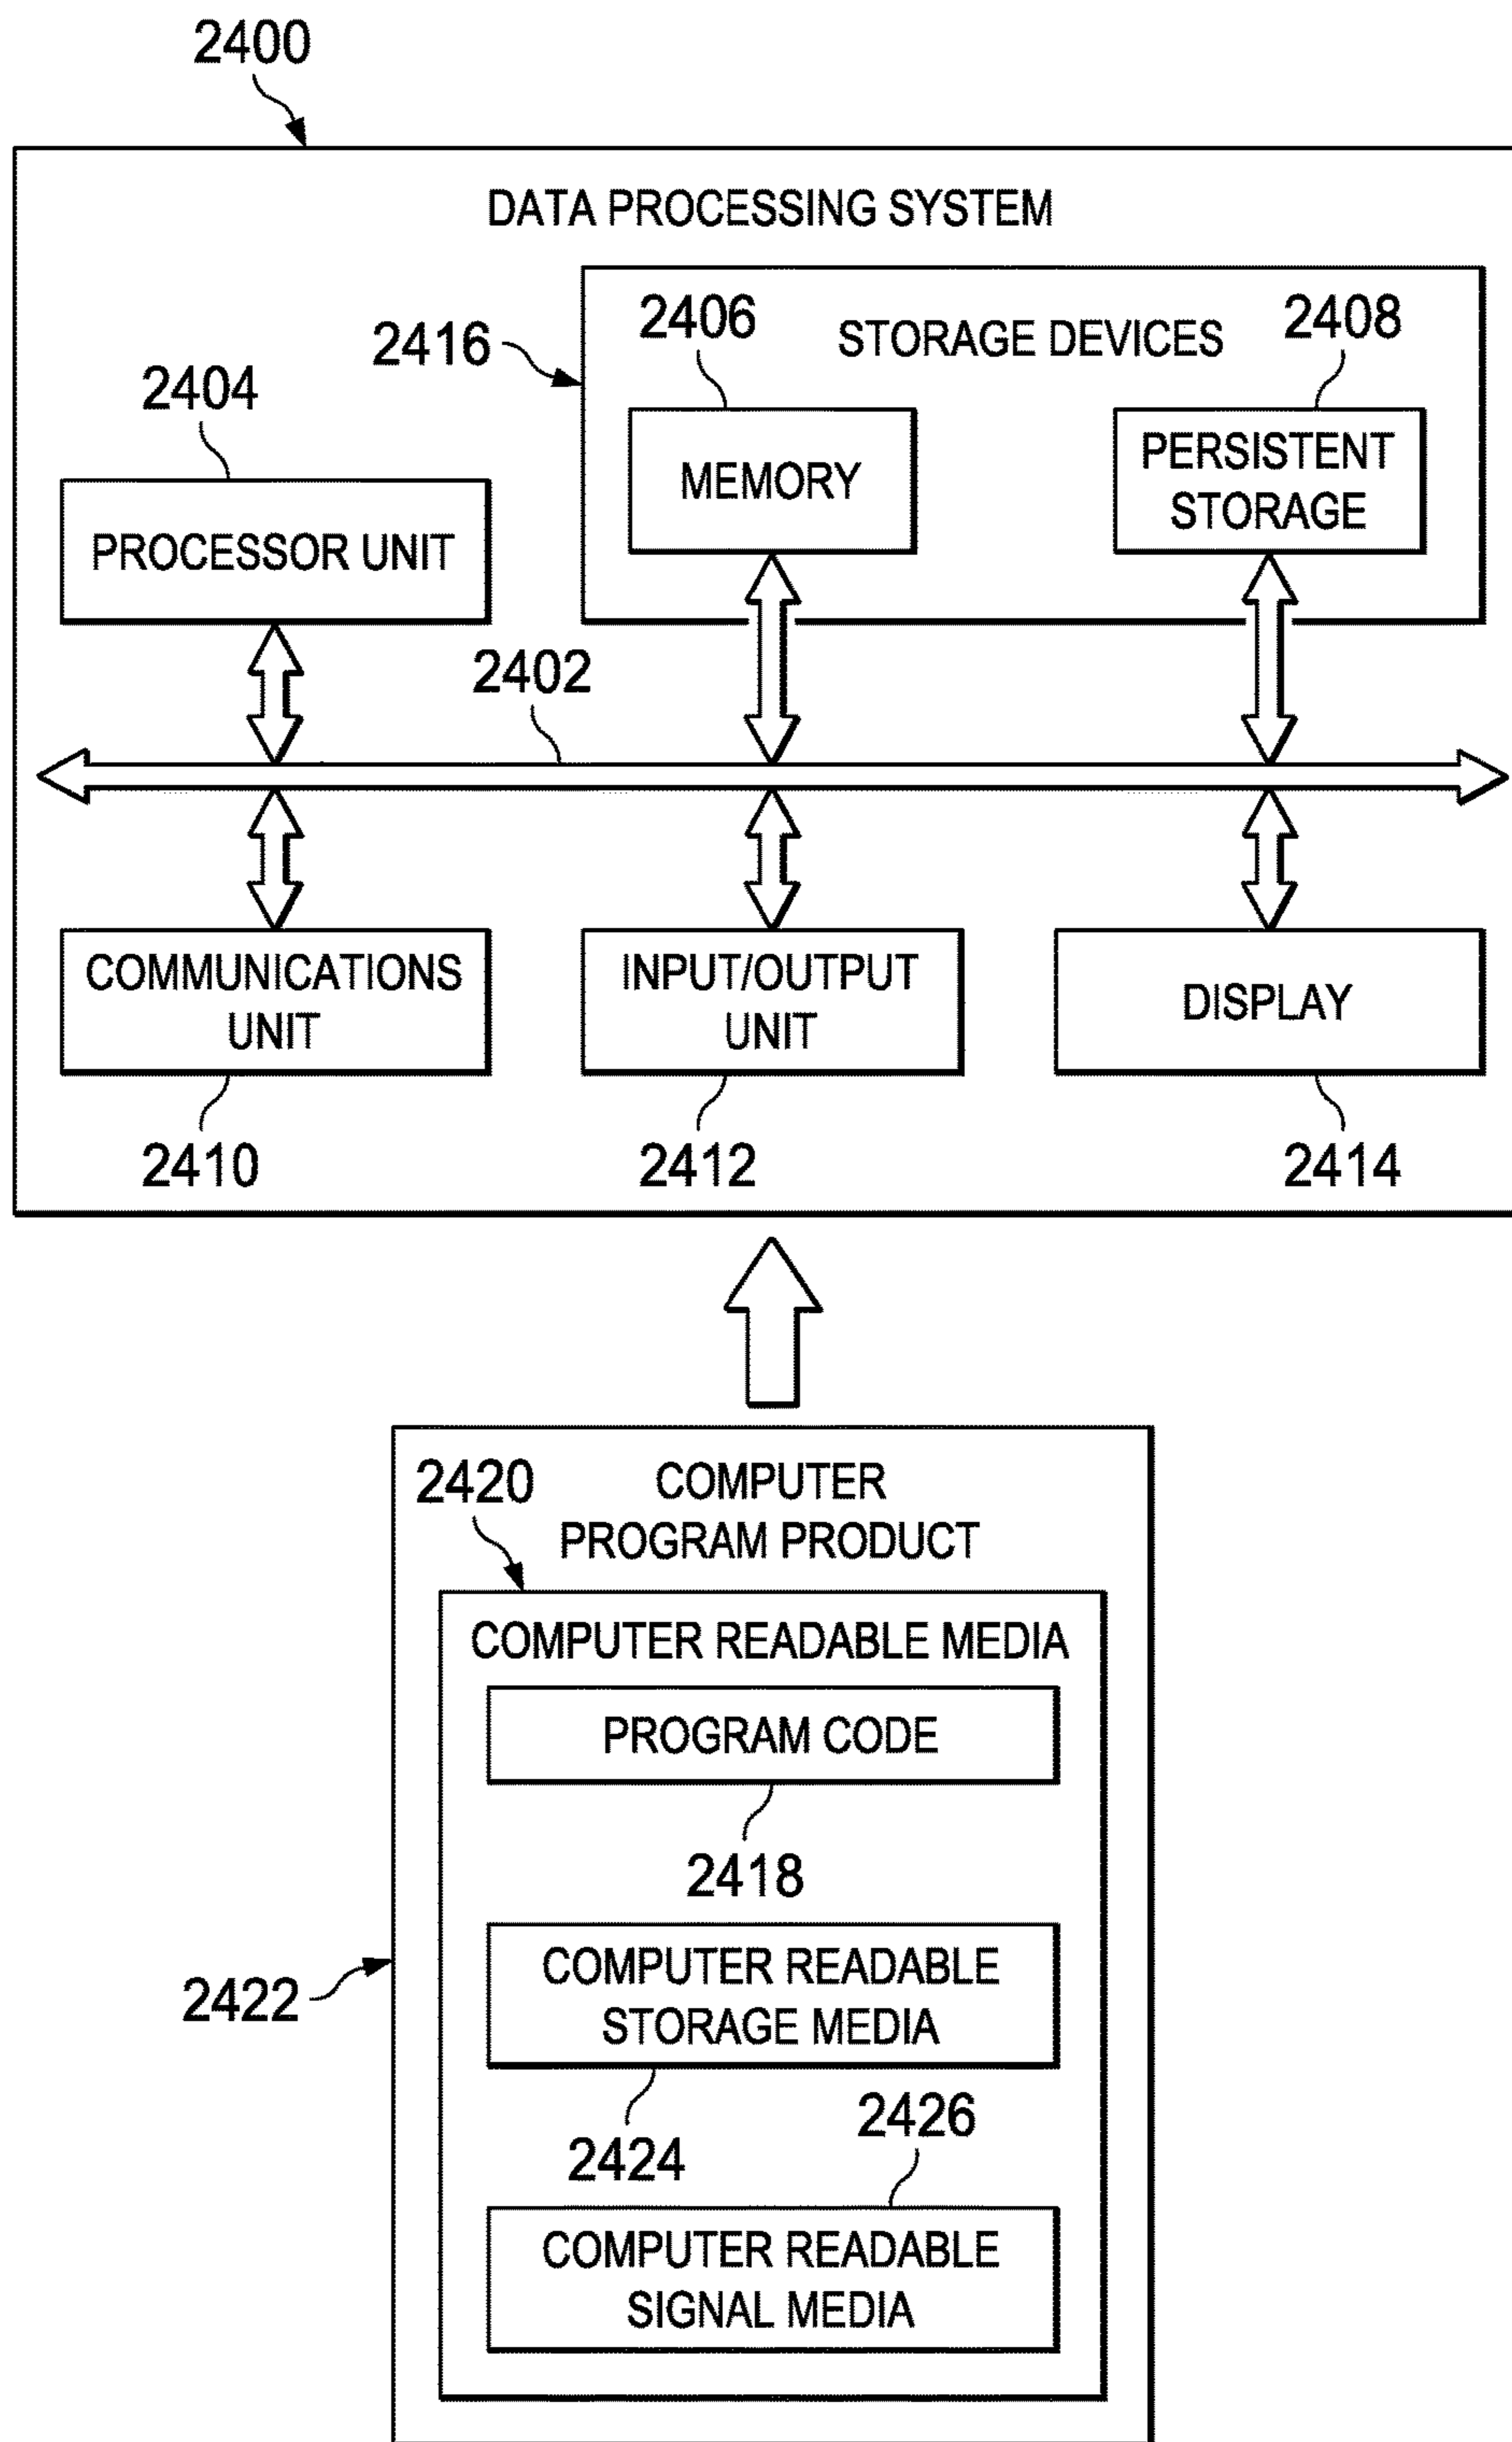 2400
DATA PROCESSING SYSTEM
2416
2406
STORAGE DEVICES
2408
2404
MEMORY
PERSISTENT
STORAGE
PROCESSOR UNIT
2402
COMMUNICATIONS
UNIT
INPUT/OUTPUT
UNIT
DISPLAY
2410
2412
2414
2420
COMPUTER
PROGRAM PRODUCT
COMPUTER READABLE MEDIA
PROGRAM CODE
2418
2422
COMPUTER READABLE
STORAGE MEDIA
2424
2426
COMPUTER READABLE
SIGNAL MEDIA